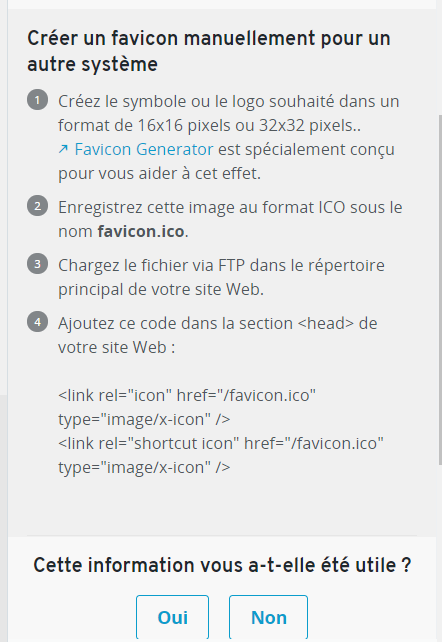 Créer un favicon manuellement pour un
autre système
1 Créez le symbole ou le logo souhaité dans un
format de 16x16 pixels ou 32x32 pixels..
↗ Favicon Generator est spécialement conçu
pour vous aider à cet effet.
2 Enregistrez cette image au format ICO sous le
nom favicon.ico.
3 Chargez le fichier via FTP dans le répertoire
principal de votre site Web.
4 Ajoutez ce code dans la section <head> de
votre site Web :
<link rel="icon" href="/favicon.ico"
type="image/x-icon" />
<link rel="shortcut icon" href="/favicon.ico"
type="image/x-icon" />
Cette information vous a-t-elle été utile ?
Oui Non